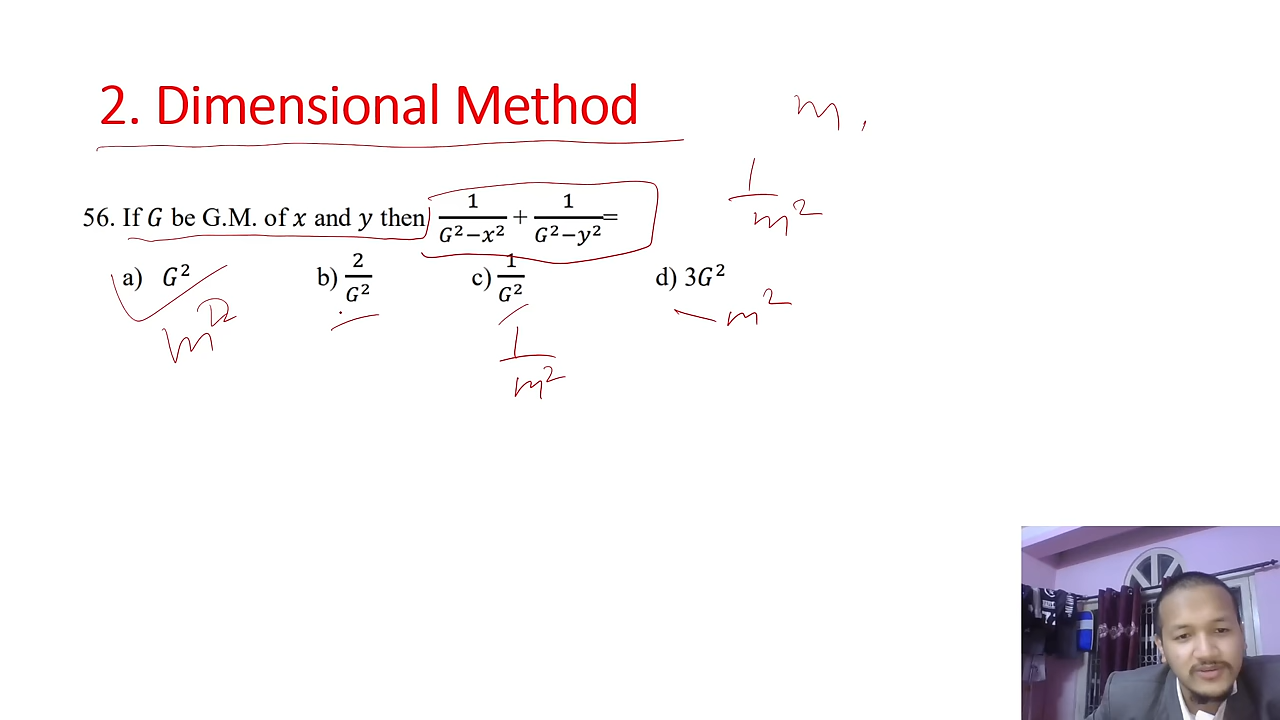 2. Dimensional Method
m,
1/m²
56. If G be G.M. of x and y then 1/(G²−x²) + 1/(G²−y²) =
a) G² b) 2/G² c) 1/G² d) 3G²
m² 1/m² m²